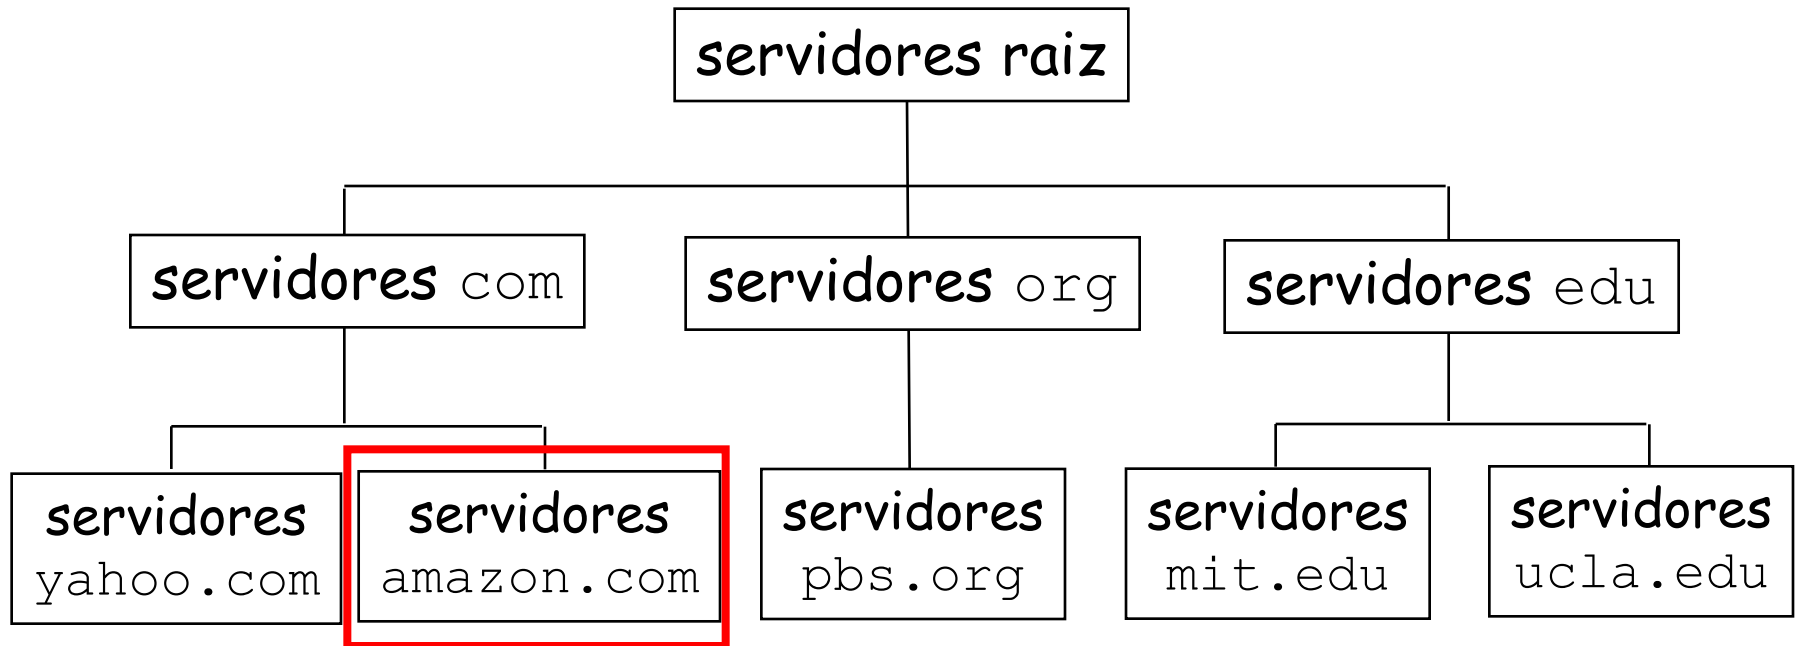 servidores raiz
servidores com
servidores org
servidores edu
servidores
yahoo.com
servidores
amazon.com
servidores
pbs.org
servidores
mit.edu
servidores
ucla.edu